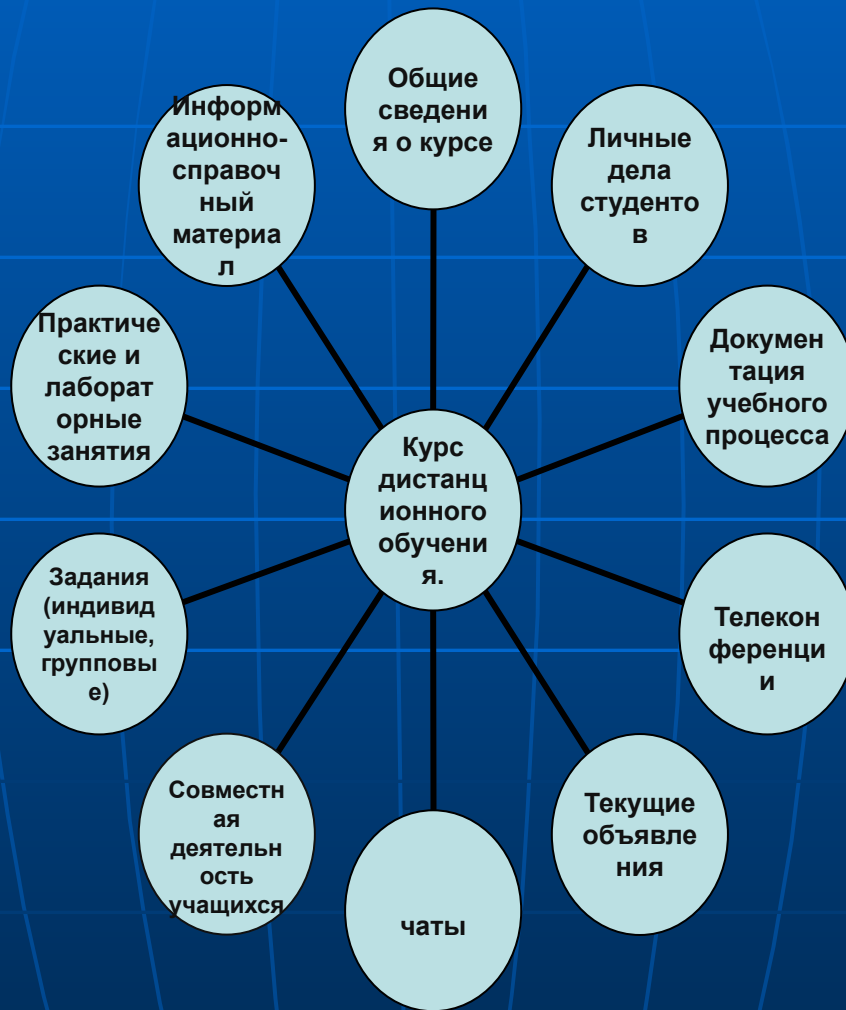 Общие
сведени
я о курсе
Личные
дела
студенто
в
Докумен
тация
учебного
процесса
Телекон
ференци
и
Текущие
объявле
ния
чаты
Совместн
ая
деятельн
ость
учащихся
Задания
(индивид
уальные,
групповы
е)
Практиче
ские и
лаборат
орные
занятия
Информ
ационно-
справоч
ный
материа
л
Курс
дистанц
ионного
обучени
я.